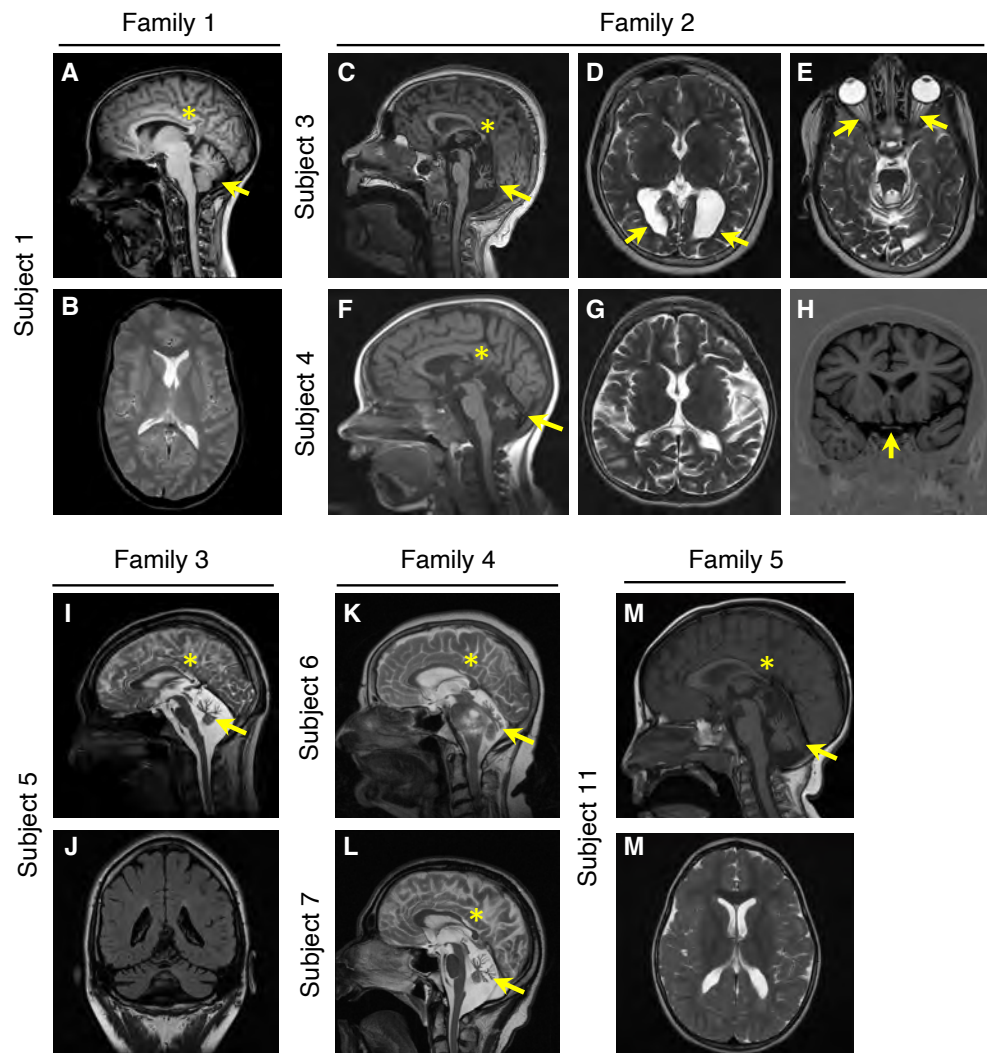 Family 1
Family 2
Subject 1
Subject 3
Subject 4
A
B
C
D
E
F
G
H
Family 3
Family 4
Family 5
Subject 5
Subject 6
Subject 7
Subject 11
I
J
K
L
M
M